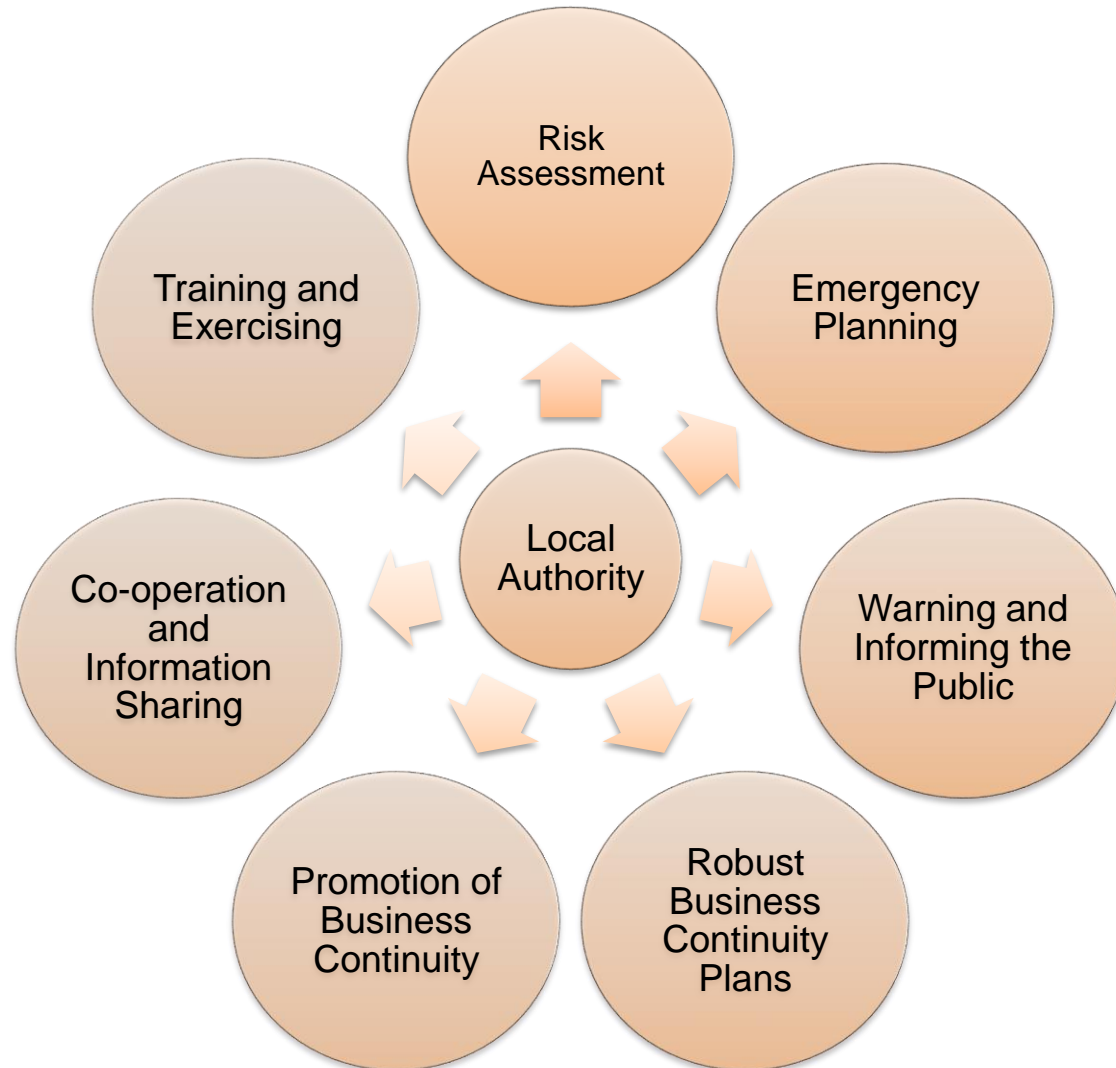 Risk
Assessment
Emergency
Planning
Warning and
Informing the
Public
Robust
Business
Continuity
Plans
Promotion of
Business
Continuity
Co-operation
and
Information
Sharing
Training and
Exercising
Local
Authority